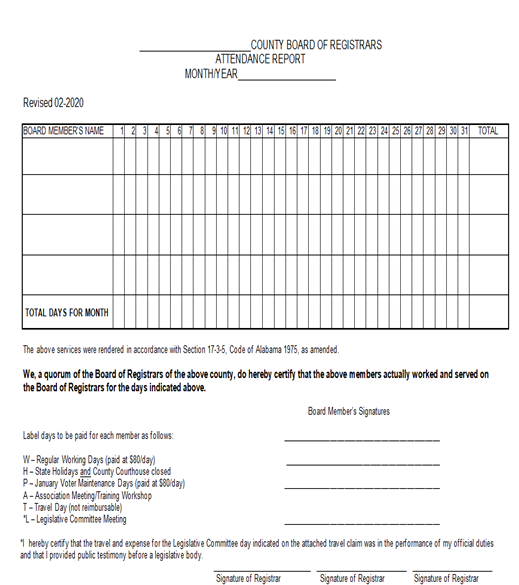 ____________________COUNTY BOARD OF REGISTRARS
ATTENDANCE REPORT
MONTH/YEAR__________________
Revised 02-2020
BOARD MEMBER'S NAME 1 2 3 4 5 6 7 8 9 10 11 12 13 14 15 16 17 18 19 20 21 22 23 24 25 26 27 28 29 30 31 TOTAL
TOTAL DAYS FOR MONTH
The above services were rendered in accordance with Section 17-3-5, Code of Alabama 1975, as amended.
We, a quorum of the Board of Registrars of the above county, do hereby certify that the above members actually worked and served on
the Board of Registrars for the days indicated above.
Board Member's Signatures
Label days to be paid for each member as follows:
W – Regular Working Days (paid at $80/day)
H – State Holidays and County Courthouse closed
P – January Voter Maintenance Days (paid at $80/day)
A – Association Meeting/Training Workshop
T – Travel Day (not reimbursable)
*L – Legislative Committee Meeting
*I hereby certify that the travel and expense for the Legislative Committee day indicated on the attached travel claim was in the performance of my official duties
and that I provided public testimony before a legislative body.
Signature of Registrar Signature of Registrar Signature of Registrar